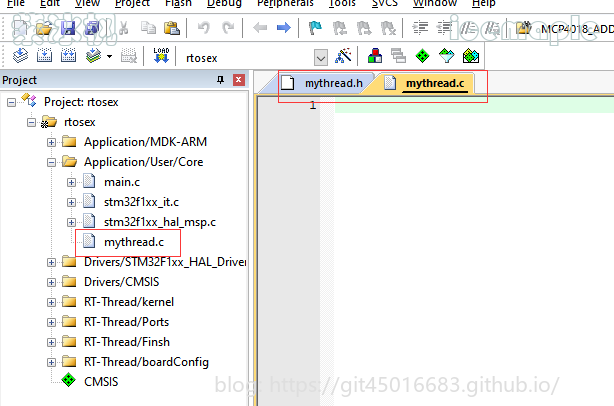 File Edit View Project Flash Debug Peripherals Tools SVCS Window Help
LOAD
rtosex
MCP4018_ADD
Project
mythread.h
mythread.c
Project: rtosex
rtosex
Application/MDK-ARM
Application/User/Core
main.c
stm32f1xx_it.c
stm32f1xx_hal_msp.c
mythread.c
Drivers/STM32F1xx_HAL_Driver
Drivers/CMSIS
RT-Thread/kernel
RT-Thread/Ports
RT-Thread/Finsh
RT-Thread/boardConfig
CMSIS
1
blog: https://git45016683.github.io/